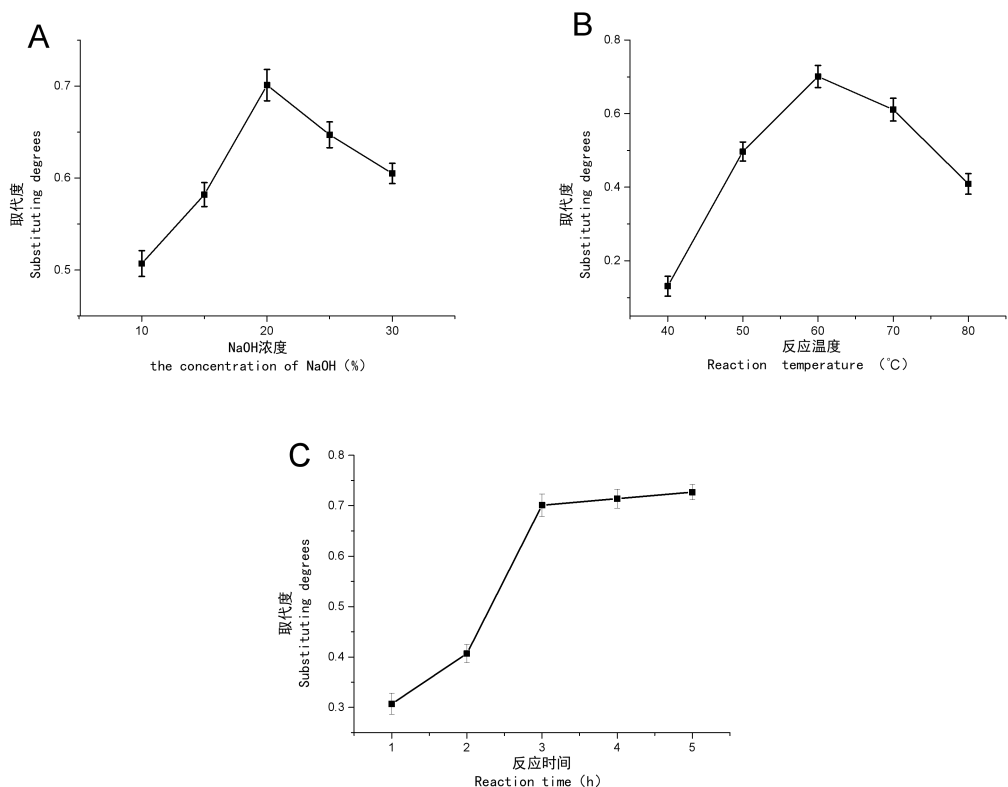 A
0.7
0.6
0.5
取代度
Substituting degrees
10
20
30
NaOH浓度
the concentration of NaOH (%)
B
0.8
0.6
0.4
0.2
取代度
Substituting degrees
40
50
60
70
80
反应温度
Reaction temperature (℃)
C
0.8
0.7
0.6
0.5
0.4
0.3
取代度
Substituting degrees
1
2
3
4
5
反应时间
Reaction time (h)